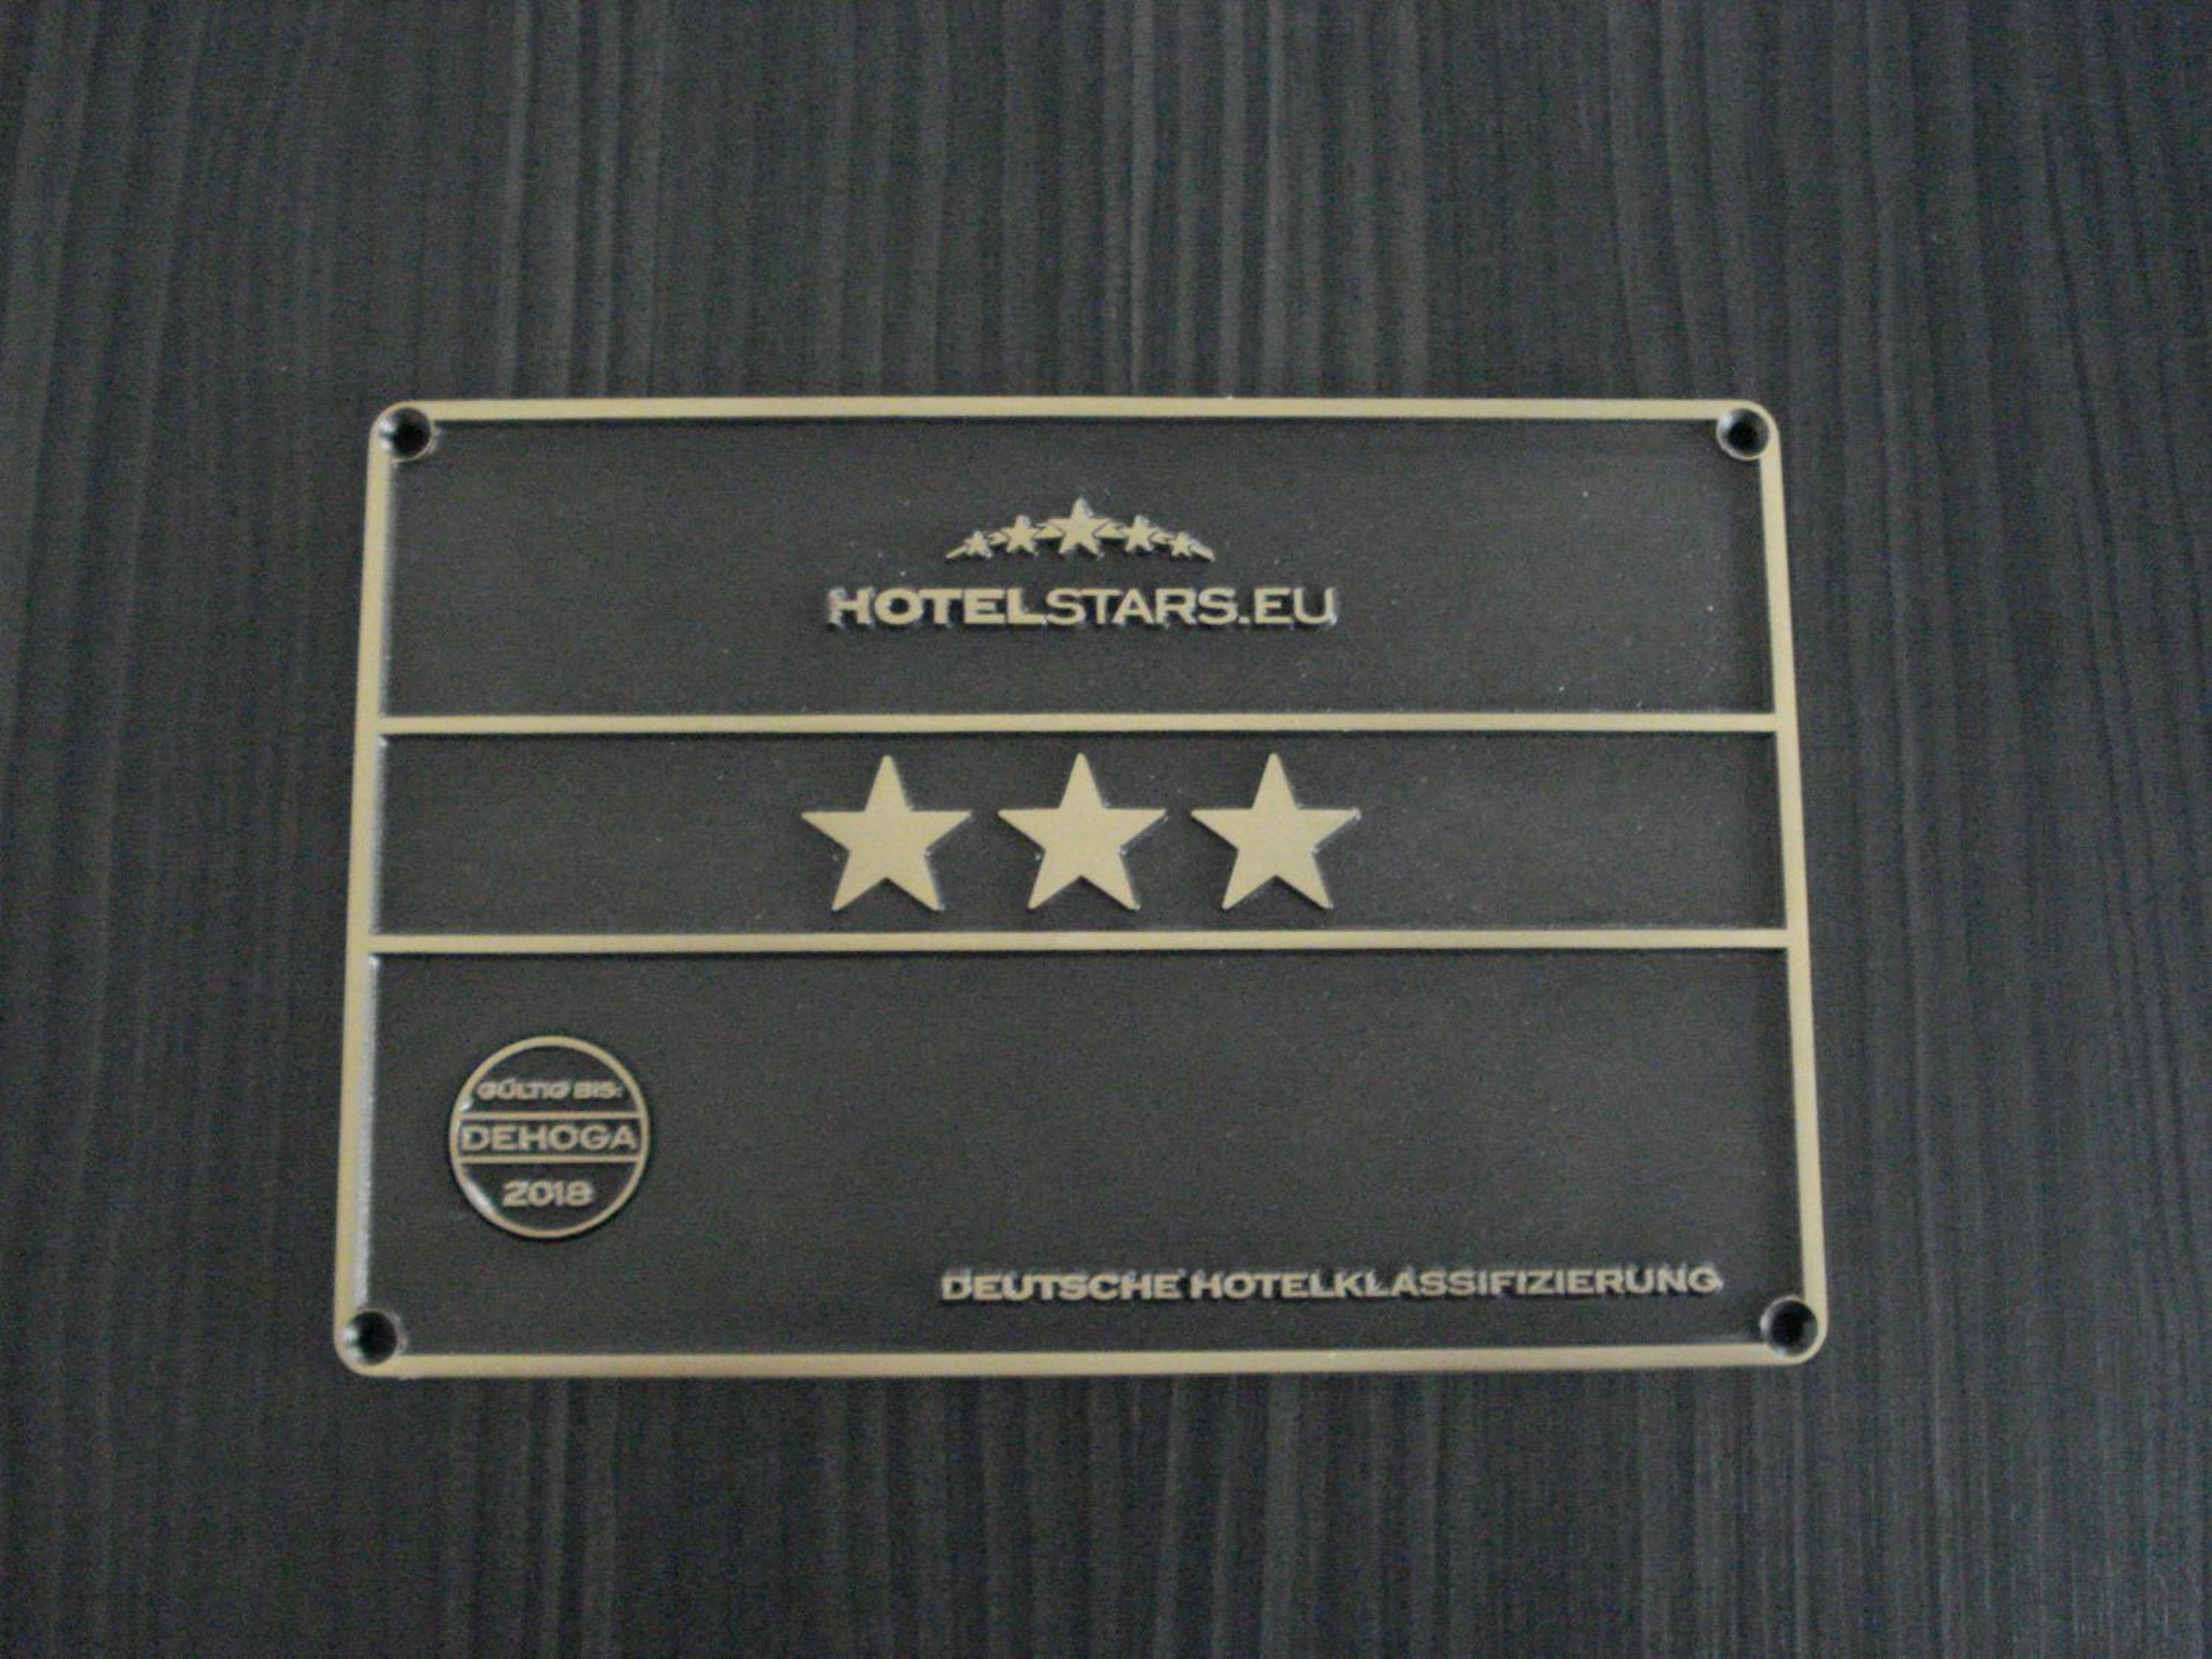 HOTELSTARS.EU
GÜLTIG BIS:
DEHOGA
2018
DEUTSCHE HOTELKLASSIFIZIERUNG